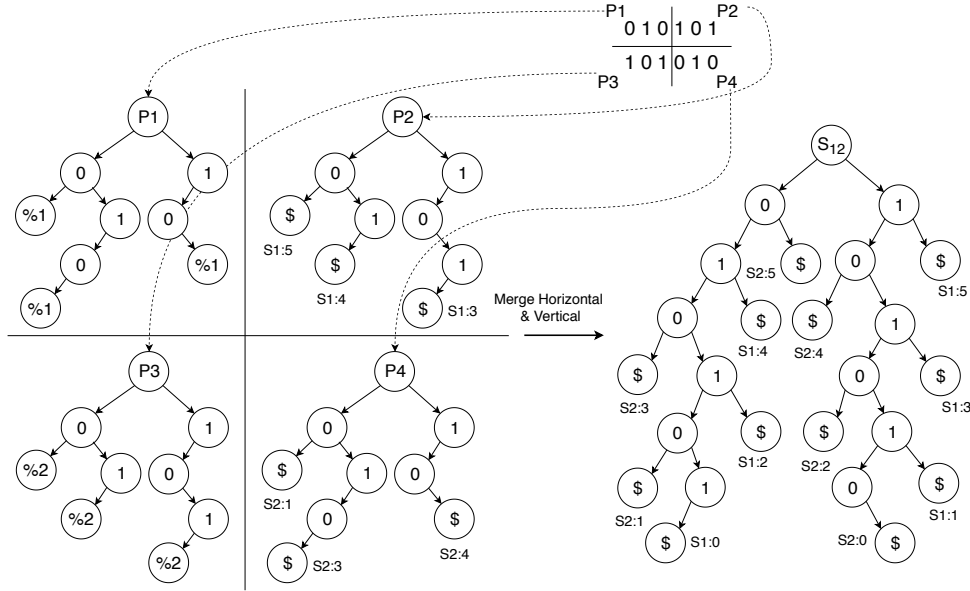 P1 P2
0 1 0 1 0 1
1 0 1 0 1 0
P3 P4
P1
0 1
%1 1 0
0 %1
%1
P2
0 1
$ 1 0
S1:5
$ 1
S1:4
$ S1:3
P3
0 1
%2 1 0
%2 1
%2
P4
0 1
$ 1 0
S2:1
0 $
$ S2:3 S2:4
Merge Horizontal
& Vertical
S12
0 1
1 S2:5 $ 0 $
S1:5
0 $ $ 1
S1:4 S2:4
$ 1 0 $
S2:3 S1:3
0 $ $ 1
S1:2 S2:2
$ 1 0 $
S2:1 S1:1
$ S1:0 S2:0 $